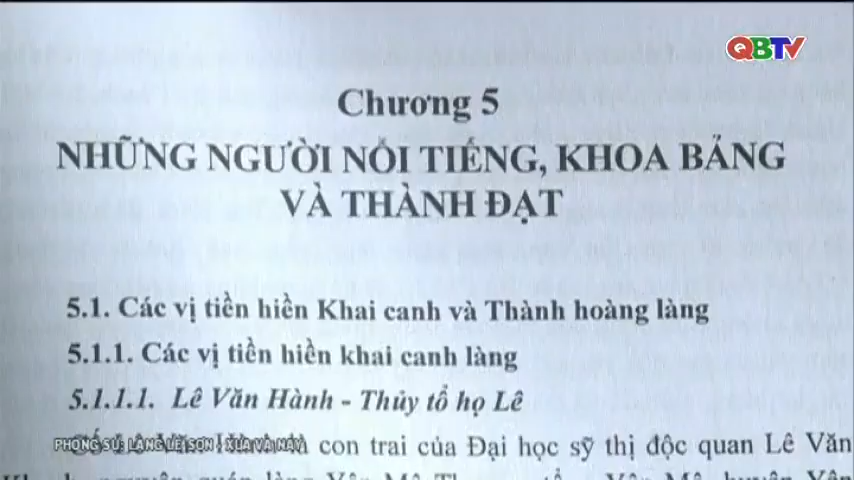 QBTV
Chương 5
NHỮNG NGƯỜI NỔI TIẾNG, KHOA BẢNG
VÀ THÀNH ĐẠT
5.1. Các vị tiền hiền Khai canh và Thành hoàng làng
5.1.1. Các vị tiền hiền khai canh làng
5.1.1.1. Lê Văn Hành - Thủy tổ họ Lê
PHÓNG SỰ: LÀNG LỆ SƠN - XƯA VÀ NAY
con trai của Đại học sỹ thị độc quan Lê Văn